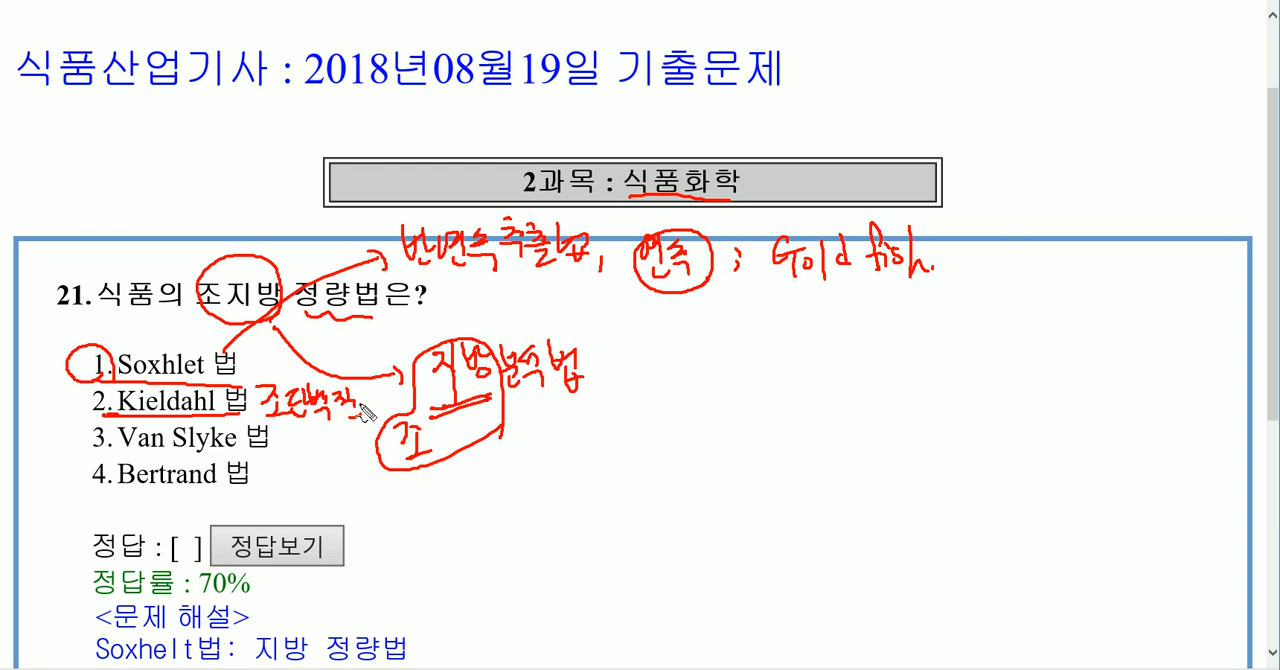 식품산업기사 : 2018년08월19일 기출문제
2과목 : 식품화학
반연속추출법, 연속 ; Gold fish.
21.식품의 조지방 정량법은?
1.Soxhlet 법
지방분석법
2.Kieldahl 법 조단백직
조
3.Van Slyke 법
4.Bertrand 법
정답 : [ ] 정답보기
정답률 : 70%
<문제 해설>
Soxhelt법: 지방 정량법